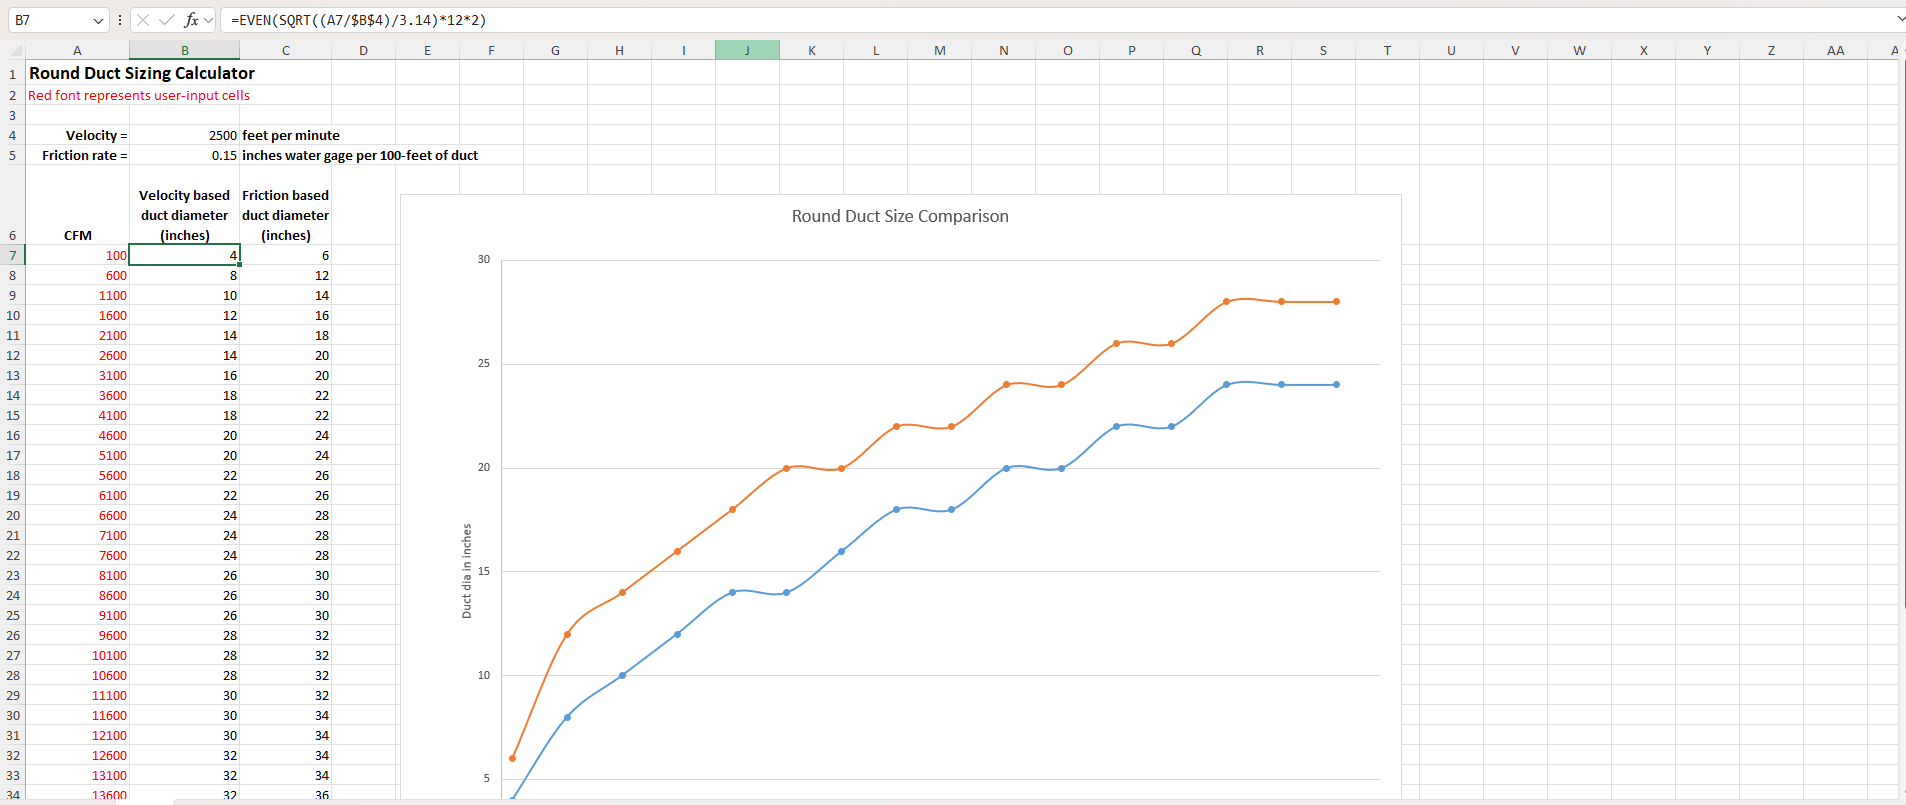 B7 fx =EVEN(SQRT((A7/$B$4)/3.14)*12*2)
A B C D E F G H I J K L M N O P Q R S T U V W X Y Z AA A
1 Round Duct Sizing Calculator
2 Red font represents user-input cells
3
4 Velocity = 2500 feet per minute
5 Friction rate = 0.15 inches water gage per 100-feet of duct
Velocity based Friction based
duct diameter duct diameter
6 CFM (inches) (inches)
7 100 4 6
8 600 8 12
9 1100 10 14
10 1600 12 16
11 2100 14 18
12 2600 14 20
13 3100 16 20
14 3600 18 22
15 4100 18 22
16 4600 20 24
17 5100 20 24
18 5600 22 26
19 6100 22 26
20 6600 24 28
21 7100 24 28
22 7600 24 28
23 8100 26 30
24 8600 26 30
25 9100 26 30
26 9600 28 32
27 10100 28 32
28 10600 28 32
29 11100 30 32
30 11600 30 34
31 12100 30 34
32 12600 32 34
33 13100 32 34
34 13600 32 36
Round Duct Size Comparison
30
25
20
15
10
5
Duct dia in inches